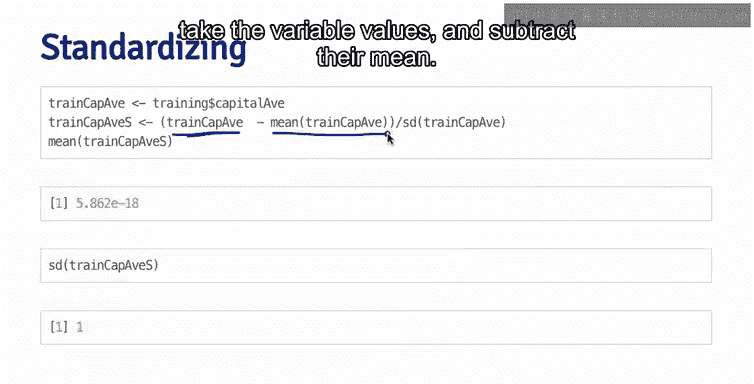 take the variable values, and subtract
their mean.
Standardizing
trainCapAve <- training$capitalAve
trainCapAveS <- (trainCapAve - mean(trainCapAve))/sd(trainCapAve)
mean(trainCapAveS)
[1] 5.862e-18
sd(trainCapAveS)
[1] 1